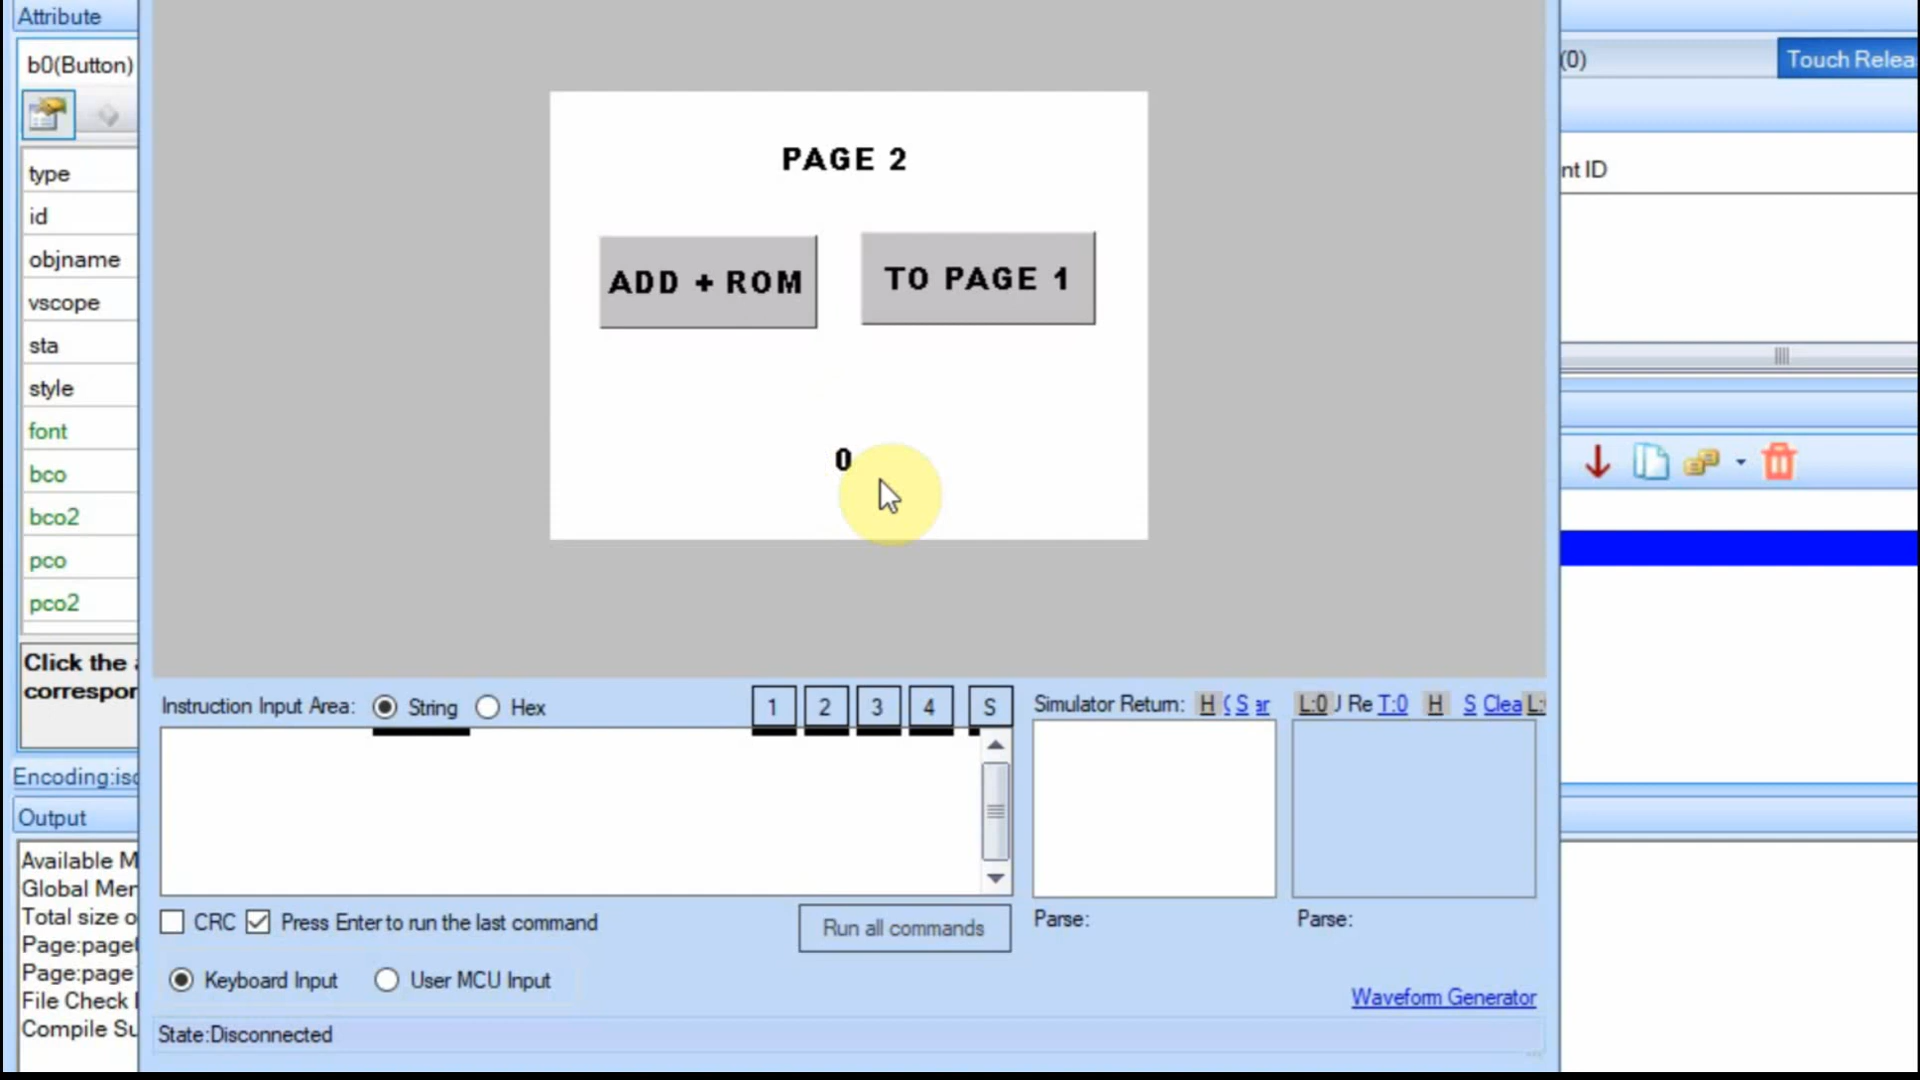 Attribute
b0(Button)
type
id
objname
vscope
sta
style
font
bco
bco2
pco
pco2
Click the
correspor
Encoding:iso
Output
Available M
Global Mem
Total size o
Page:page
Page:page
File Check
Compile Su
PAGE 2
ADD + ROM
TO PAGE 1
0
Instruction Input Area: String Hex
1 2 3 4 S
CRC Press Enter to run the last command
Run all commands
Keyboard Input User MCU Input
State:Disconnected
Simulator Return: H S ar
L:0 J Re T:0 H S Clea L:
Parse:
Parse:
Waveform Generator
(0)
Touch Relea
nt ID